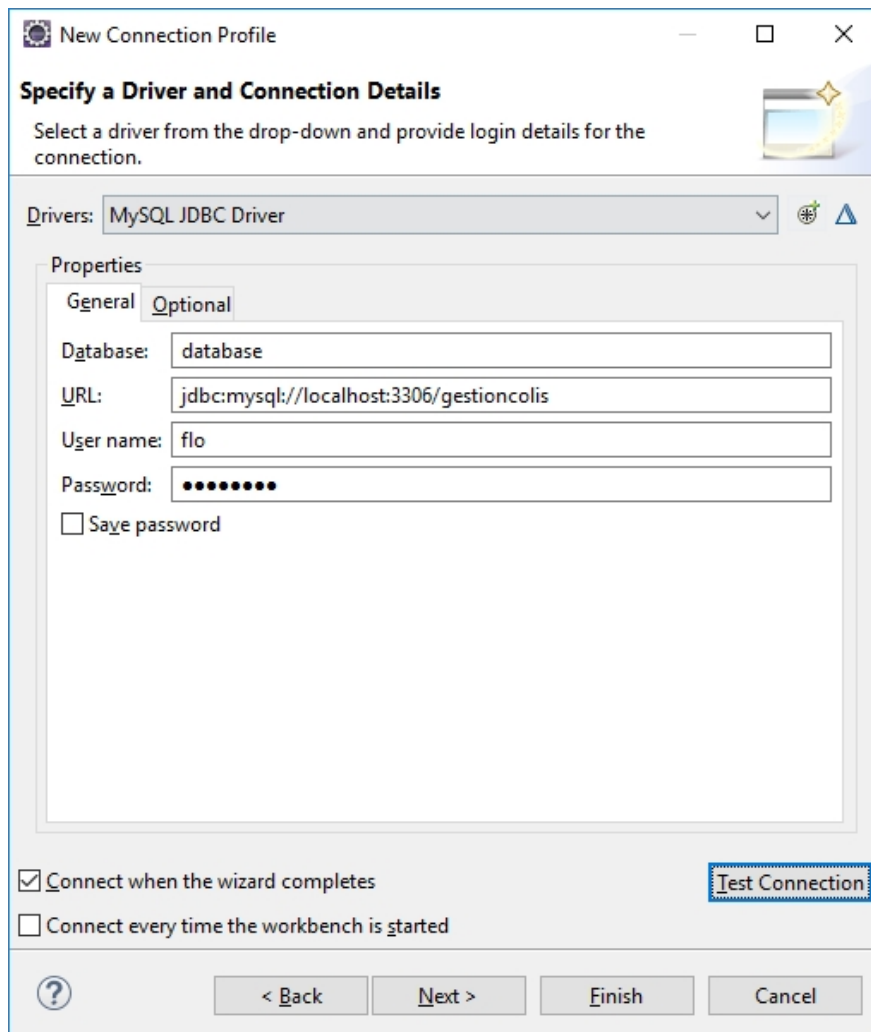 New Connection Profile
Specify a Driver and Connection Details
Select a driver from the drop-down and provide login details for the
connection.
Drivers: MySQL JDBC Driver
Properties
General Optional
Database: database
URL: jdbc:mysql://localhost:3306/gestioncolis
User name: flo
Password: ●●●●●●●●
Save password
Connect when the wizard completes
Test Connection
Connect every time the workbench is started
? < Back Next > Finish Cancel